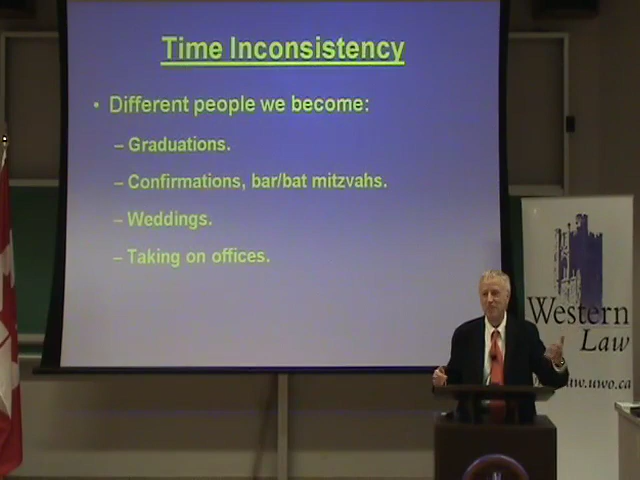 Time Inconsistency
• Different people we become:
– Graduations.
– Confirmations, bar/bat mitzvahs.
– Weddings.
– Taking on offices.
Western
Law
law.uwo.ca